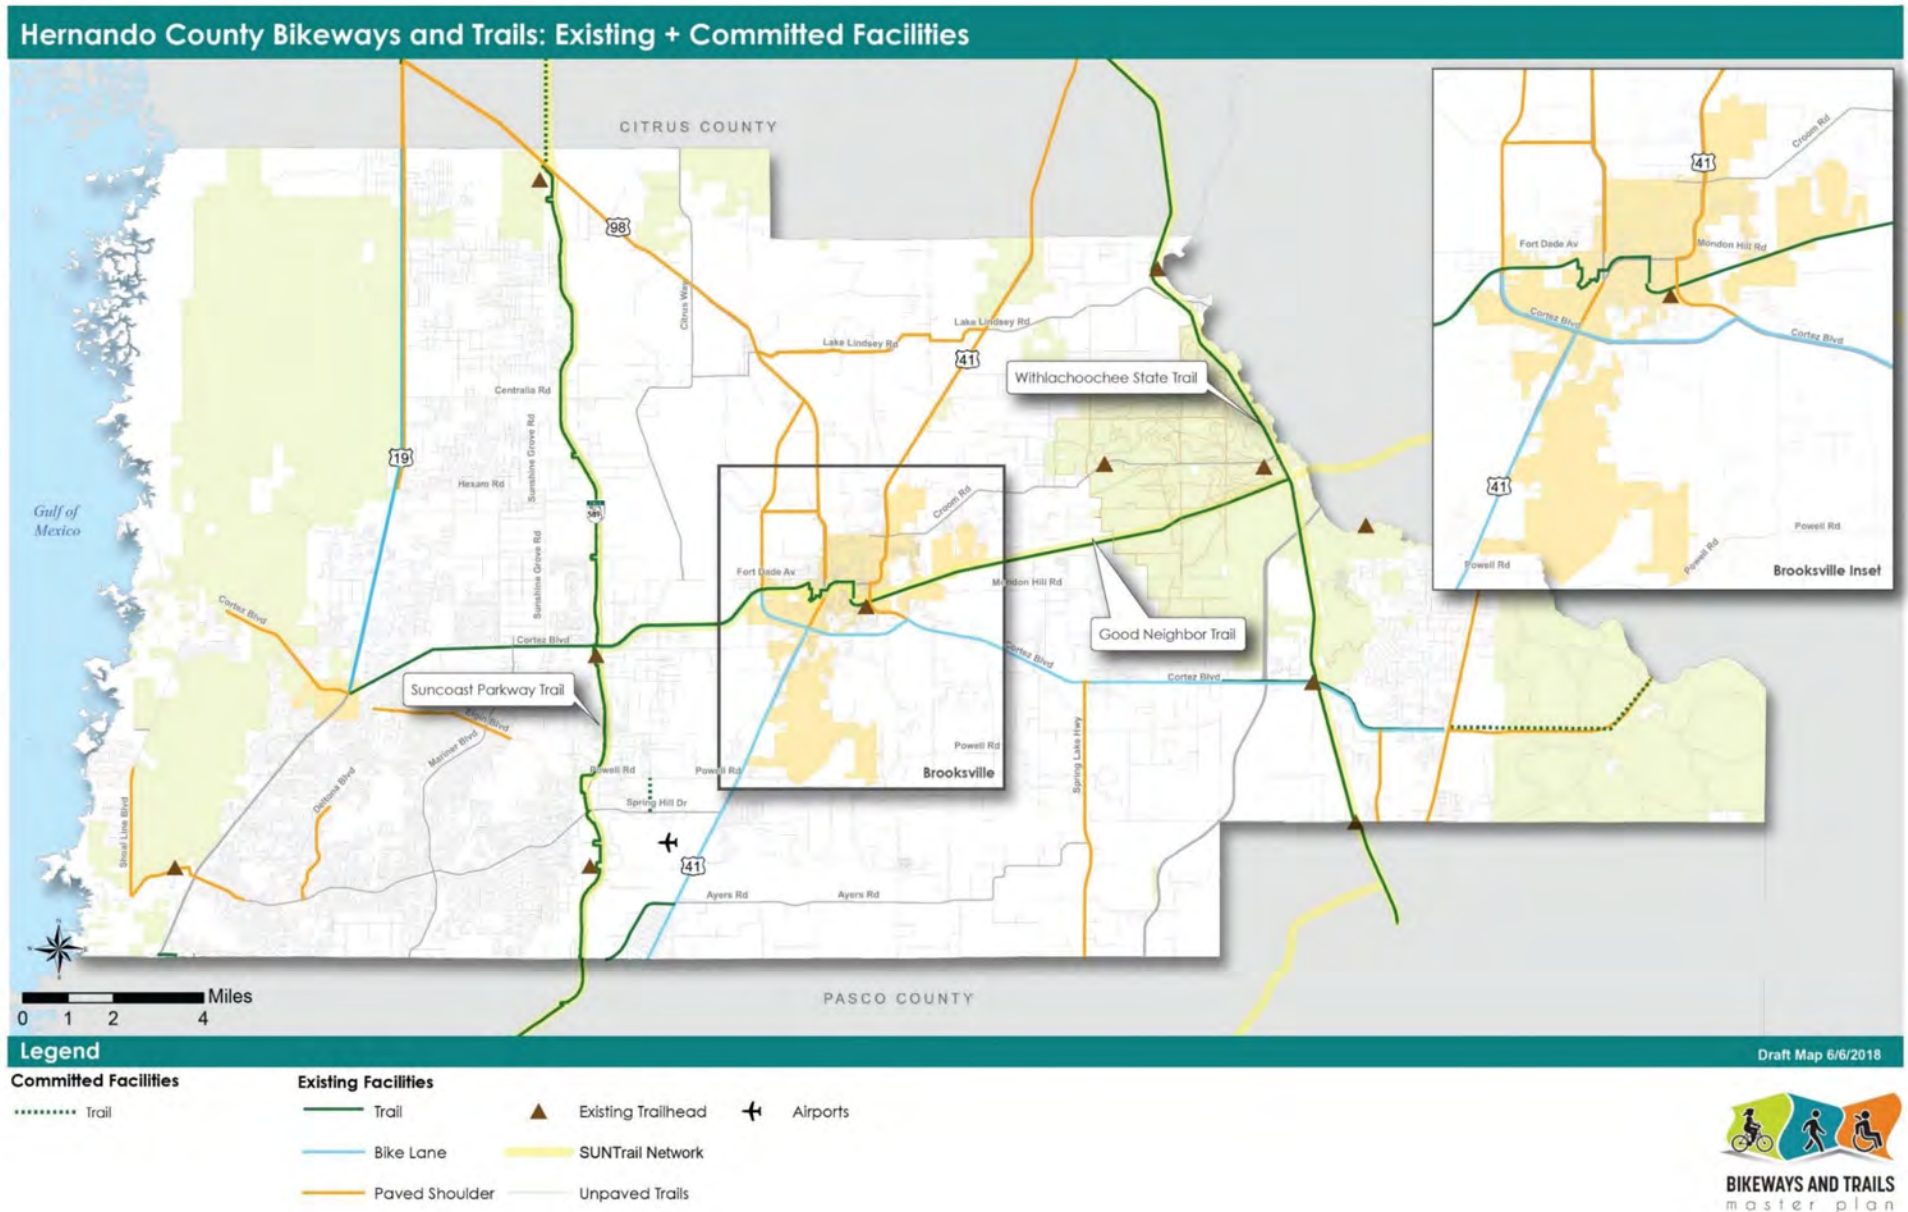 Hernando County Bikeways and Trails: Existing + Committed Facilities
CITRUS COUNTY
98
Citrus Way
Lake Lindsey Rd
Lake Lindsey Rd
41
Withlachoochee State Trail
Centralia Rd
Sunshine Grove Rd
19
Hexam Rd
589
Sunshine Grove Rd
Gulf of
Mexico
Croom Rd
Fort Dade Av
Mondon Hill Rd
Good Neighbor Trail
Cortez Blvd
Cortez Blvd
Cortez Blvd
Cortez Blvd
Suncoast Parkway Trail
Elgin Blvd
Mariner Blvd
Deltona Blvd
Shoal Line Blvd
Powell Rd
Powell Rd
Powell Rd
Brooksville
Spring Hill Dr
Spring Lake Hwy
41
Ayers Rd
Ayers Rd
PASCO COUNTY
N
Miles
0 1 2 4
41
Croom Rd
Fort Dade Av
Mondon Hill Rd
Cortez Blvd
Cortez Blvd
41
Powell Rd
Powell Rd
Powell Rd
Brooksville Inset
Legend
Draft Map 6/6/2018
Committed Facilities
Trail
Existing Facilities
Trail
Existing Trailhead
Airports
Bike Lane
SUNTrail Network
Paved Shoulder
Unpaved Trails
BIKEWAYS AND TRAILS
master plan